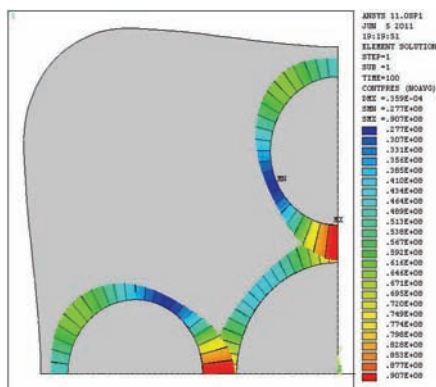 ANSYS 11.0SP1
JUN 5 2011
19:19:51
ELEMENT SOLUTION
STEP=1
SUB =1
TIME=100
CONTPRES (NOAVG)
DMX =.359E-04
SMN =.277E+08
SMX =.907E+08
.277E+08
.307E+08
.331E+08
.356E+08
.385E+08
.410E+08
.434E+08
.464E+08
.489E+08
.513E+08
.538E+08
.567E+08
.592E+08
.616E+08
.646E+08
.671E+08
.695E+08
.720E+08
.749E+08
.774E+08
.798E+08
.828E+08
.853E+08
.877E+08
.907E+08
MN
MX